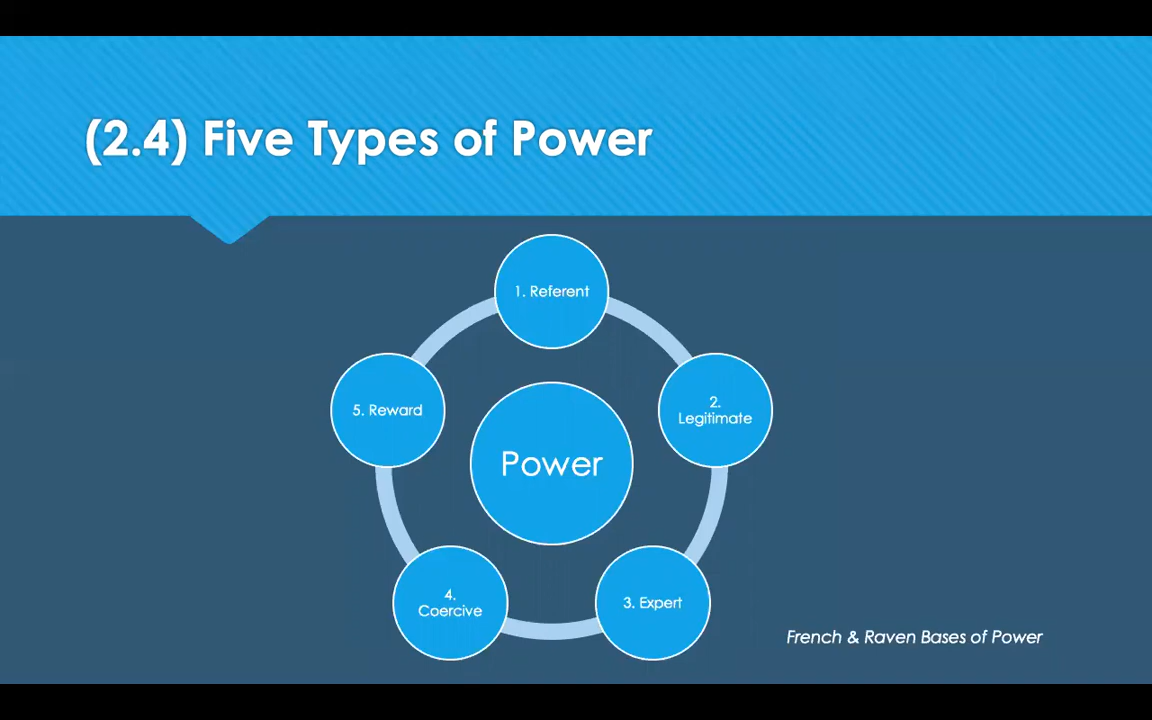 (2.4) Five Types of Power
1. Referent
2.
Legitimate
3. Expert
4.
Coercive
5. Reward
Power
French & Raven Bases of Power